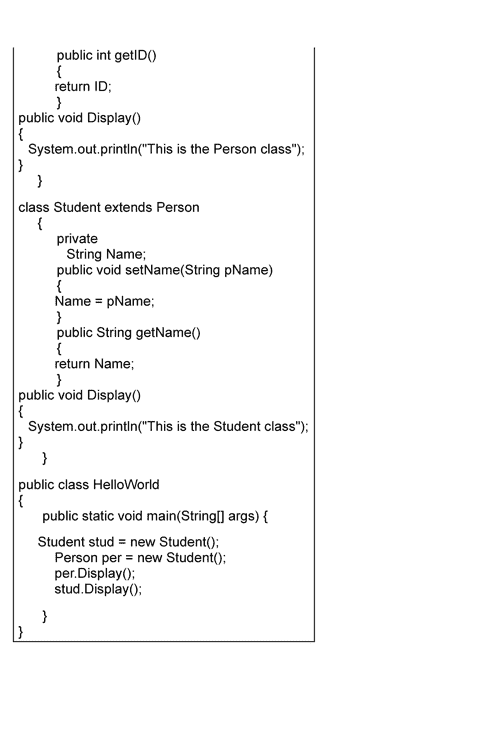 public int getID()
{
return ID;
}
public void Display()
{
System.out.println("This is the Person class");
}
}
class Student extends Person
{
private
String Name;
public void setName(String pName)
{
Name = pName;
}
public String getName()
{
return Name;
}
public void Display()
{
System.out.println("This is the Student class");
}
}
public class HelloWorld
{
public static void main(String[] args) {
Student stud = new Student();
Person per = new Student();
per.Display();
stud.Display();
}
}